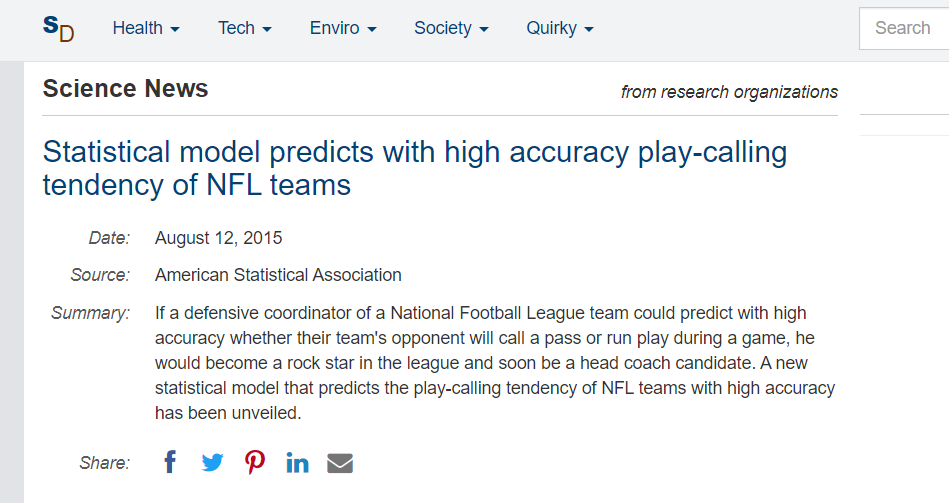 SD
Health Tech Enviro Society Quirky Search
Science News
from research organizations
Statistical model predicts with high accuracy play-calling
tendency of NFL teams
Date: August 12, 2015
Source: American Statistical Association
Summary: If a defensive coordinator of a National Football League team could predict with high
accuracy whether their team's opponent will call a pass or run play during a game, he
would become a rock star in the league and soon be a head coach candidate. A new
statistical model that predicts the play-calling tendency of NFL teams with high accuracy
has been unveiled.
Share: